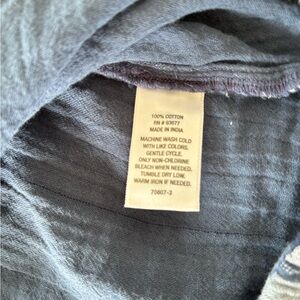 100% COTTON
RN # 93677
MADE IN INDIA
MACHINE WASH COLD
WITH LIKE COLORS.
GENTLE CYCLE.
ONLY NON-CHLORINE
BLEACH WHEN NEEDED.
TUMBLE DRY LOW.
WARM IRON IF NEEDED.
70807-3